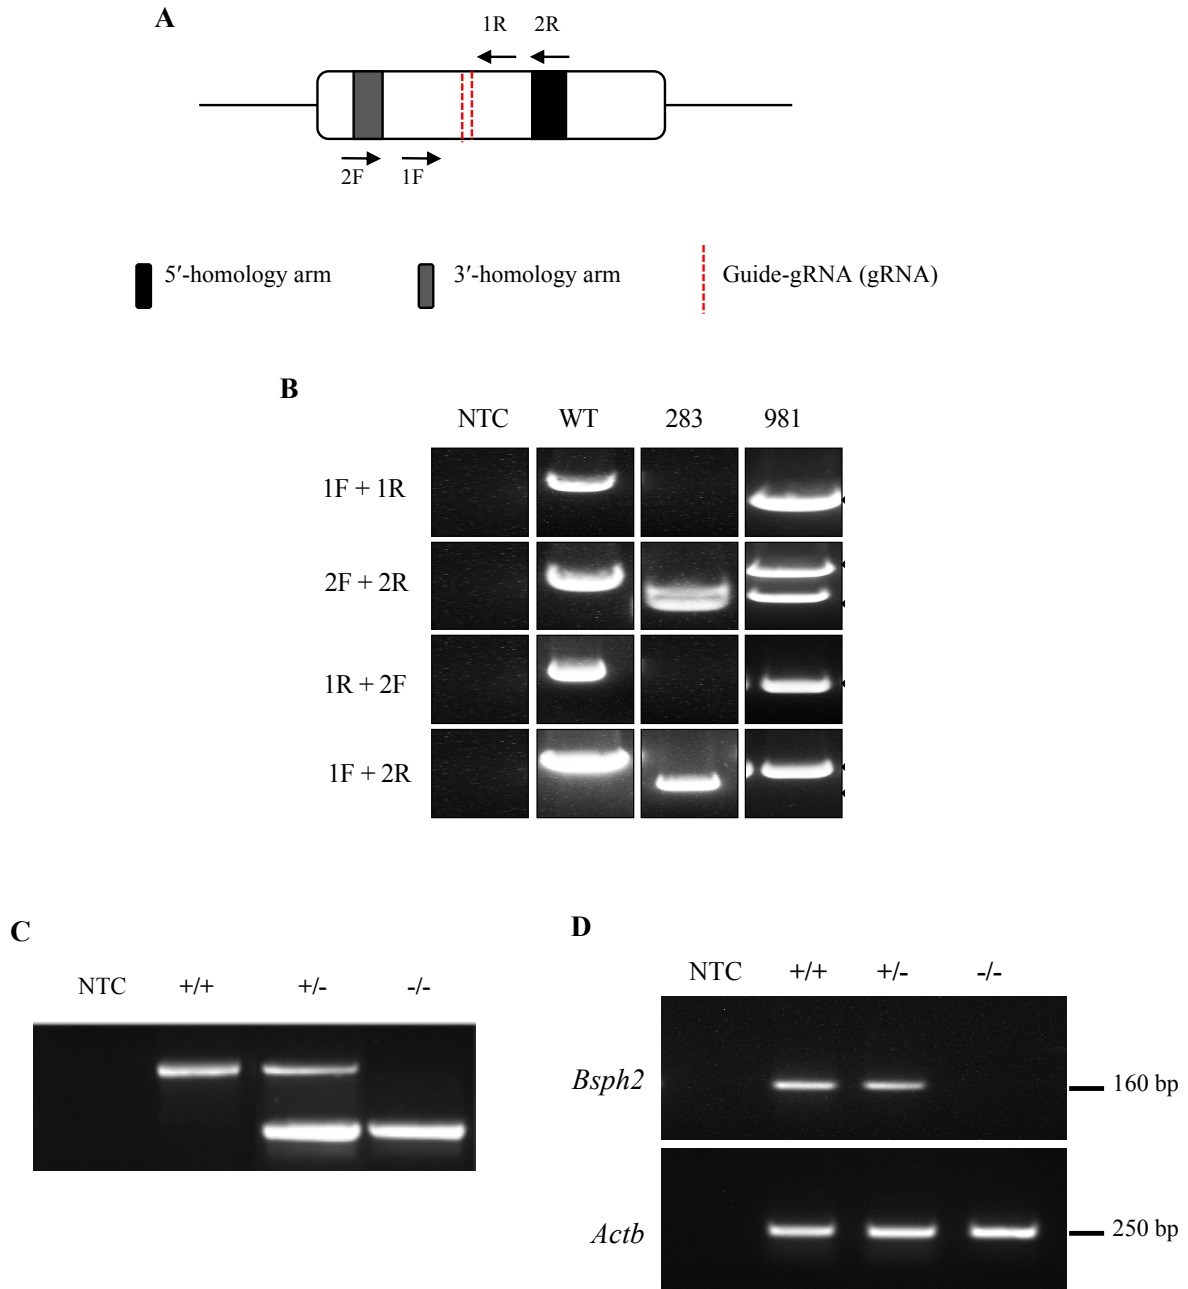 A
1R 2R
2F 1F
5′-homology arm 3′-homology arm Guide-gRNA (gRNA)
B
NTC WT 283 981
1F + 1R
2F + 2R
1R + 2F
1F + 2R
C
NTC +/+ +/- -/-
D
NTC +/+ +/- -/-
Bsph2 160 bp
Actb 250 bp